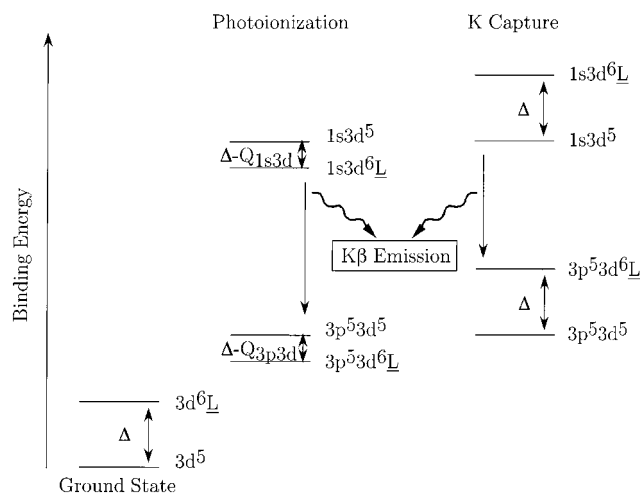 Photoionization
K Capture
Binding Energy
1s3d⁶L̲
Δ
1s3d⁵
1s3d⁵
Δ-Q₁ₛ₃d
1s3d⁶L̲
Kβ Emission
3p⁵3d⁶L̲
Δ
3p⁵3d⁵
3p⁵3d⁵
Δ-Q₃ₚ₃d
3p⁵3d⁶L̲
3d⁶L̲
Δ
3d⁵
Ground State